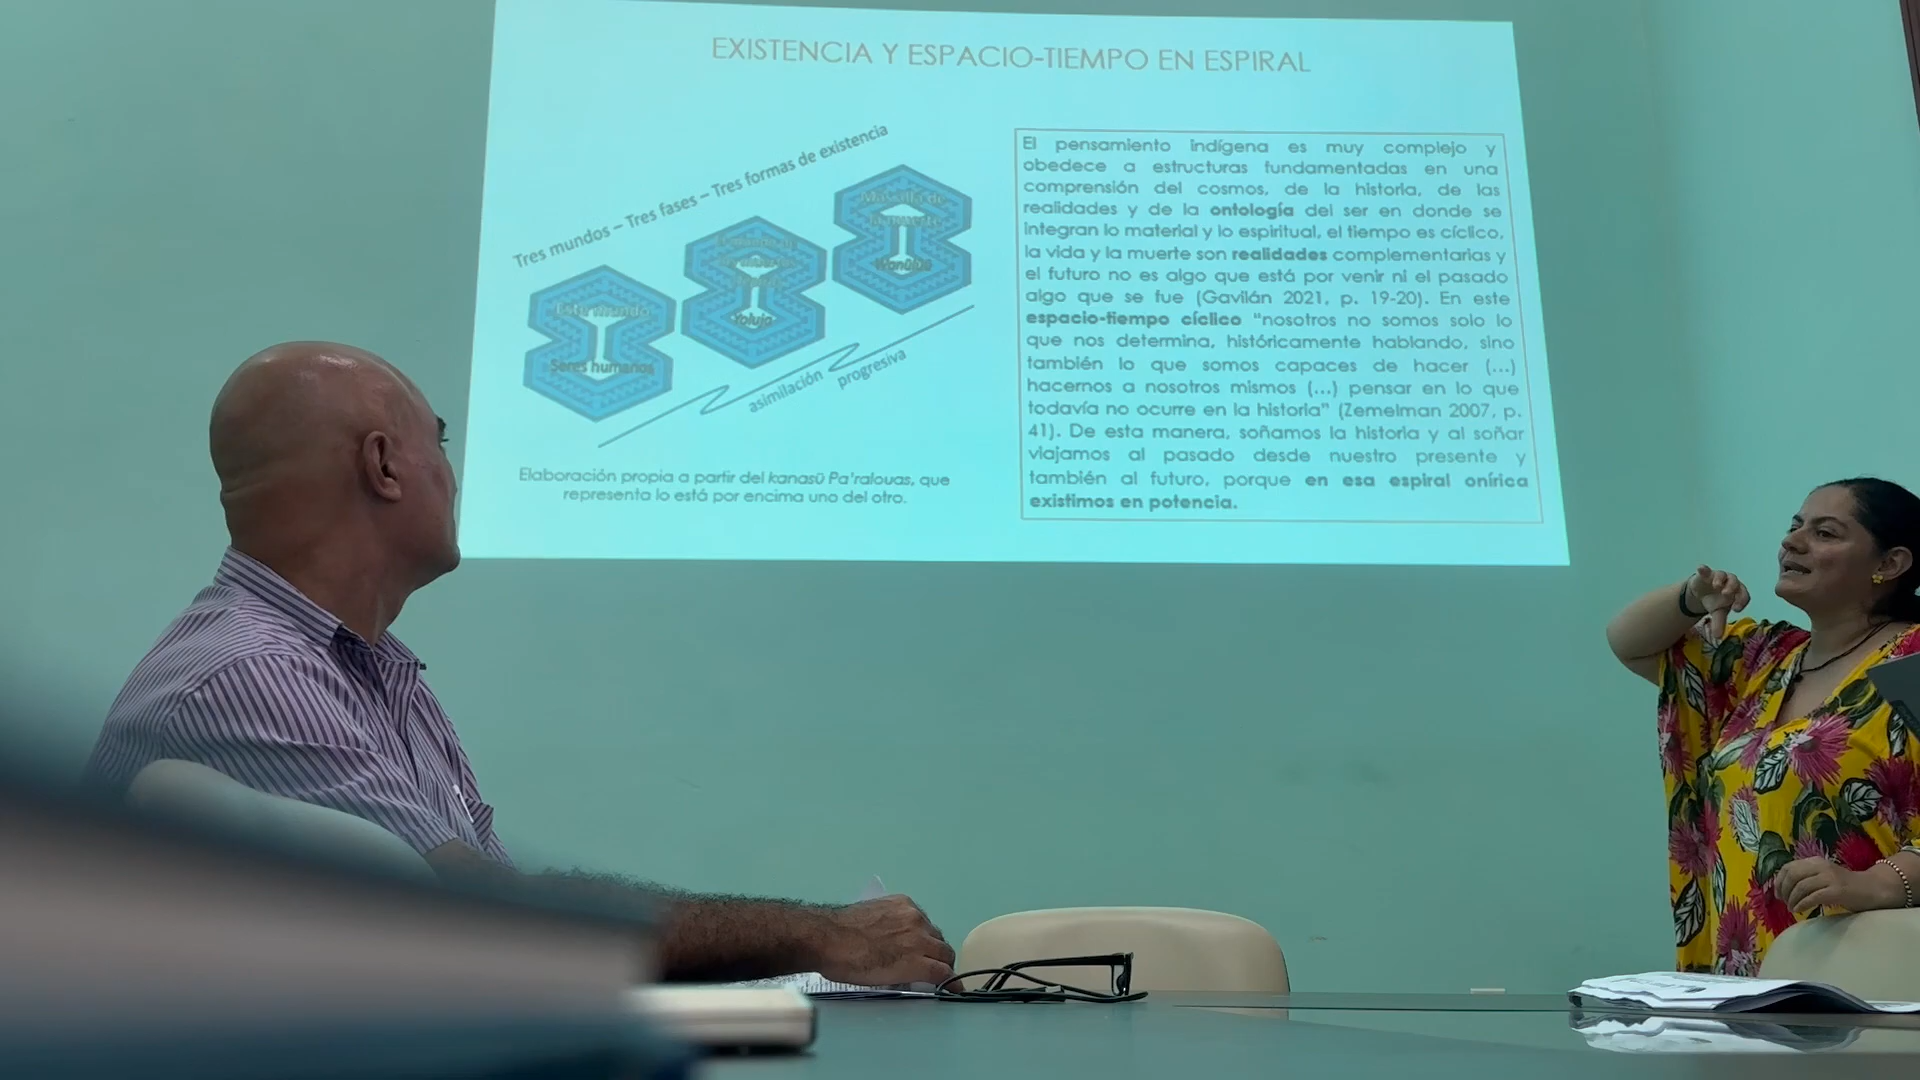 EXISTENCIA Y ESPACIO-TIEMPO EN ESPIRAL
Tres mundos – Tres fases – Tres formas de existencia
Este mundo
Seres humanos
Yoluja
asimilación
progresiva
Elaboración propia a partir del kanasü Pa'ralouas, que
representa lo está por encima uno del otro.
El pensamiento indígena es muy complejo y
obedece a estructuras fundamentadas en una
comprensión del cosmos, de la historia, de las
realidades y de la ontología del ser en donde se
integran lo material y lo espiritual, el tiempo es cíclico,
la vida y la muerte son realidades complementarias y
el futuro no es algo que está por venir ni el pasado
algo que se fue (Gavilán 2021, p. 19-20). En este
espacio-tiempo cíclico "nosotros no somos solo lo
que nos determina, históricamente hablando, sino
también lo que somos capaces de hacer (...)
hacernos a nosotros mismos (...) pensar en lo que
todavía no ocurre en la historia" (Zemelman 2007, p.
41). De esta manera, soñamos la historia y al soñar
viajamos al pasado desde nuestro presente y
también al futuro, porque en esa espiral onírica
existimos en potencia.